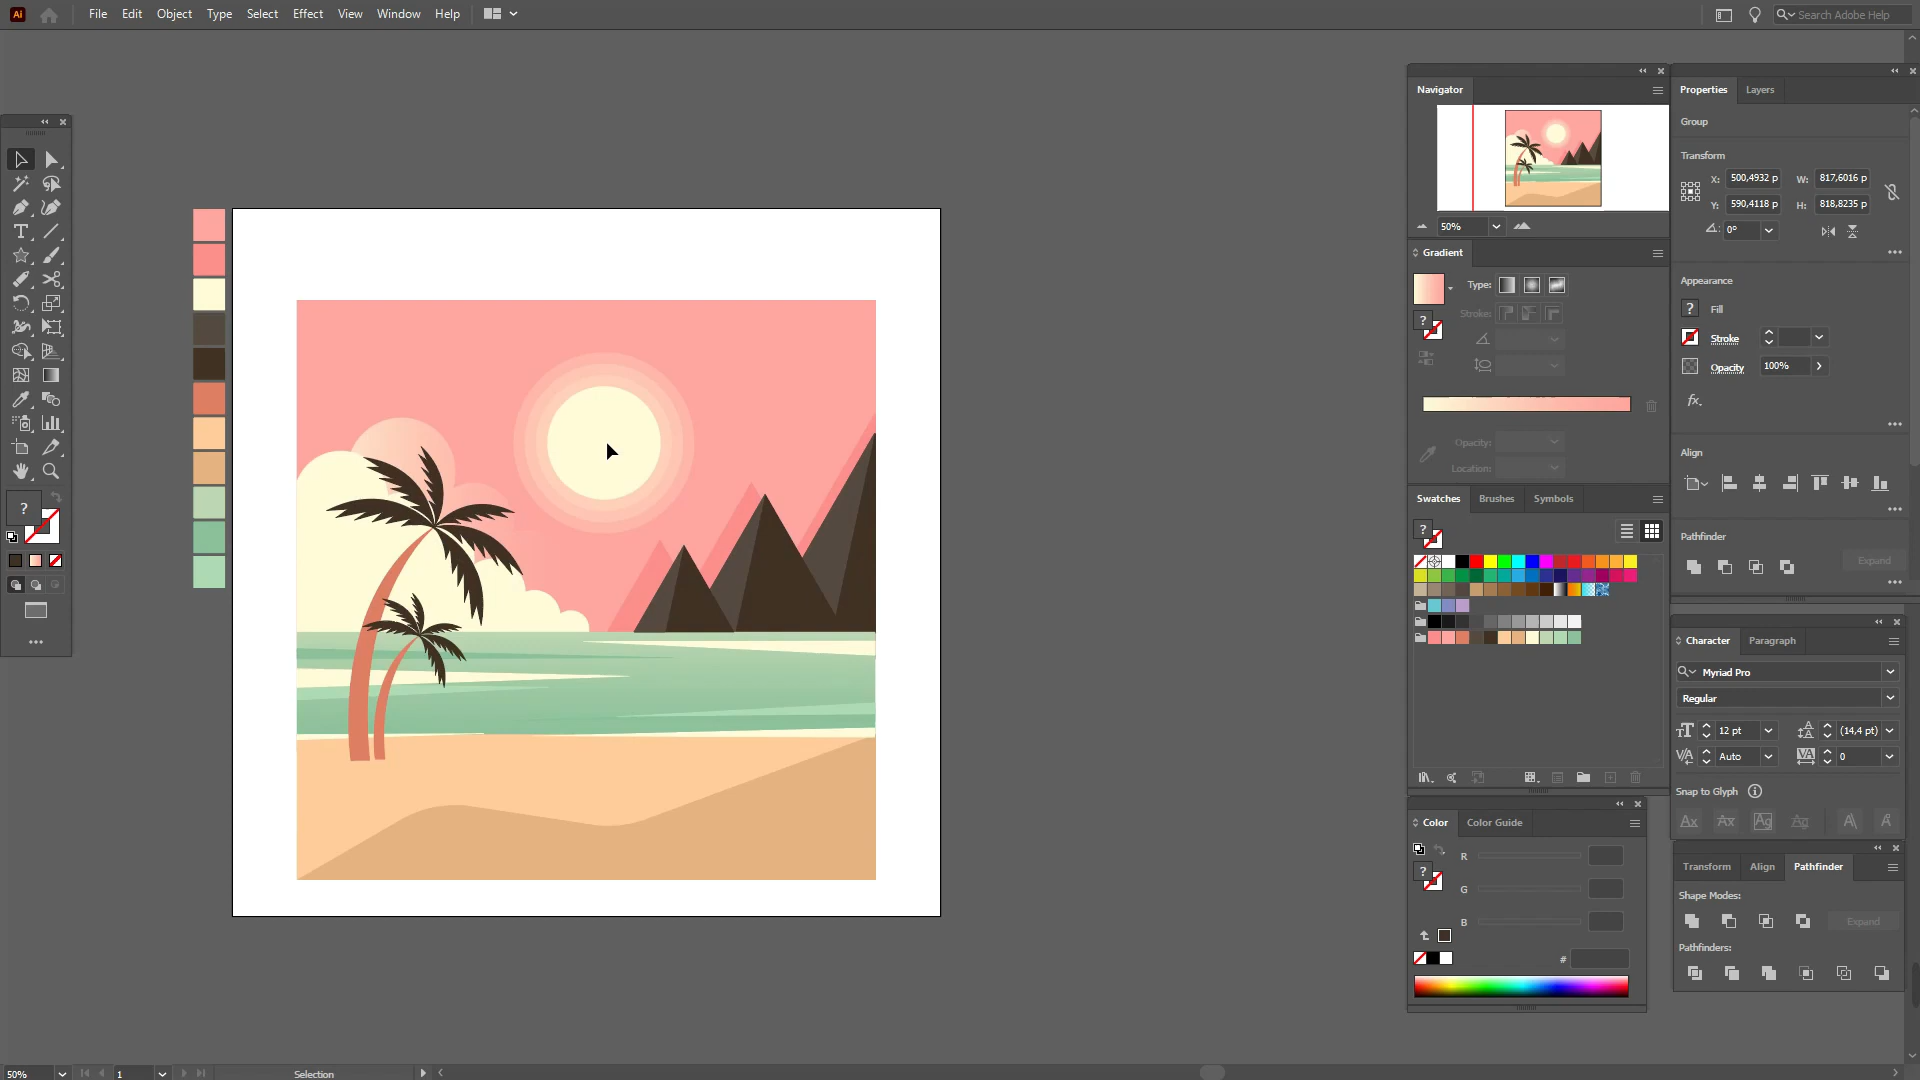 Ai File Edit Object Type Select Effect View Window Help Search Adobe Help
Navigator
50%
Gradient
Type:
Stroke:
Opacity:
Location:
Swatches Brushes Symbols
Color Color Guide
R
G
B
#
Properties Layers
Group
Transform
X: 500,4932 p W: 817,6016 p
Y: 590,4118 p H: 818,8235 p
0°
Appearance
? Fill
Stroke
Opacity 100%
fx.
Align
Pathfinder
Expand
Character Paragraph
Myriad Pro
Regular
12 pt (14,4 pt)
Auto 0
Snap to Glyph
Transform Align Pathfinder
Shape Modes:
Expand
Pathfinders:
50% 1 Selection